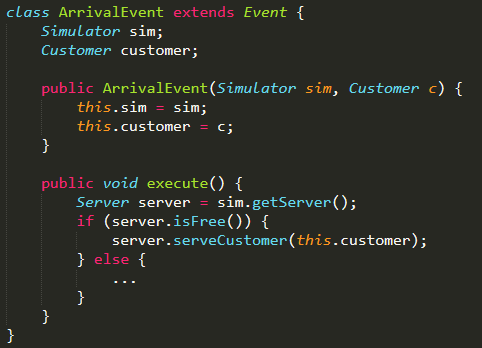 class ArrivalEvent extends Event {
    Simulator sim;
    Customer customer;

    public ArrivalEvent(Simulator sim, Customer c) {
        this.sim = sim;
        this.customer = c;
    }

    public void execute() {
        Server server = sim.getServer();
        if (server.isFree()) {
            server.serveCustomer(this.customer);
        } else {
            ...
        }
    }
}